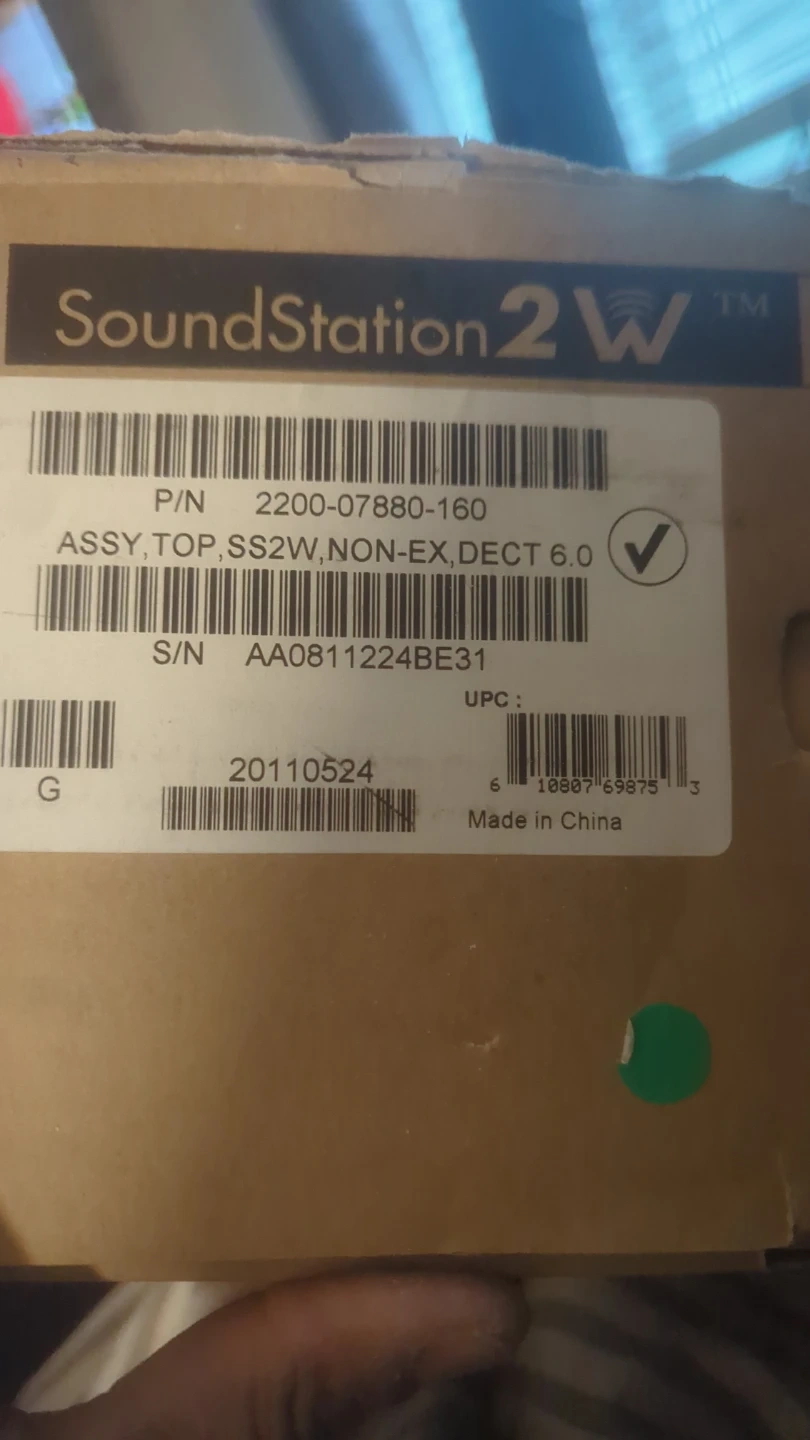 SoundStation2W™
P/N 2200-07880-160
ASSY,TOP,SS2W,NON-EX,DECT 6.0
S/N AA0811224BE31
UPC :
G
20110524
6 10807 69875 3
Made in China